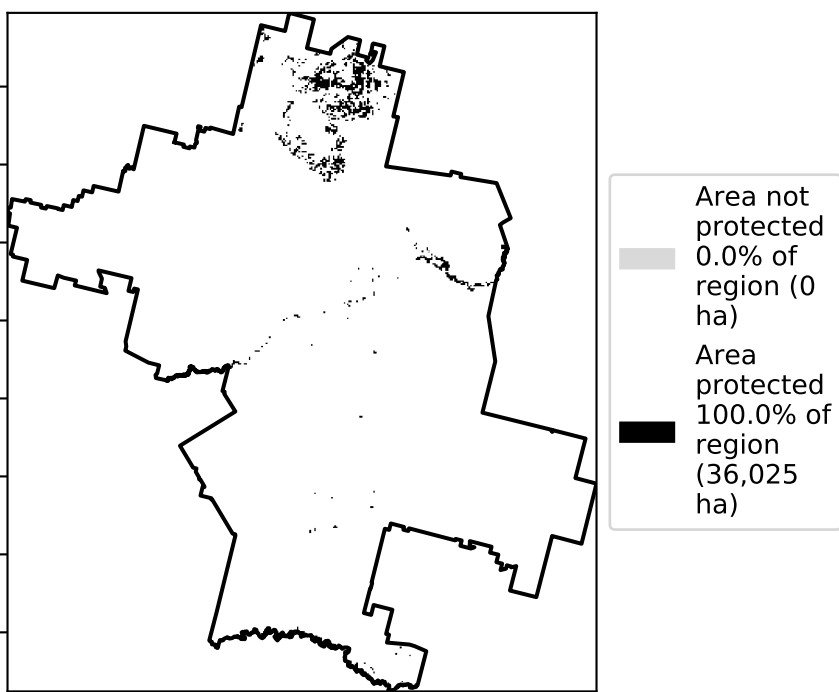 Area not
protected
0.0% of
region (0
ha)
Area
protected
100.0% of
region
(36,025
ha)